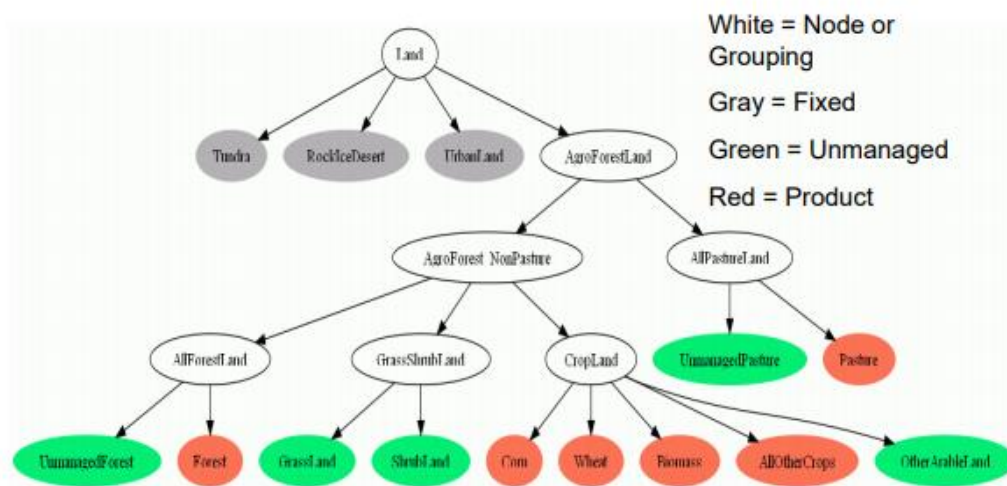 White = Node or
Grouping
Gray = Fixed
Green = Unmanaged
Red = Product
Land
Tundra
RockIceDesert
UrbanLand
AgroForestLand
AgroForest_NonPasture
AllPastureLand
AllForestLand
GrassShrubLand
CropLand
UnmanagedPasture
Pasture
UnmanagedForest
Forest
GrassLand
ShrubLand
Corn
Wheat
Biomass
AllOtherCrops
OtherArableLand